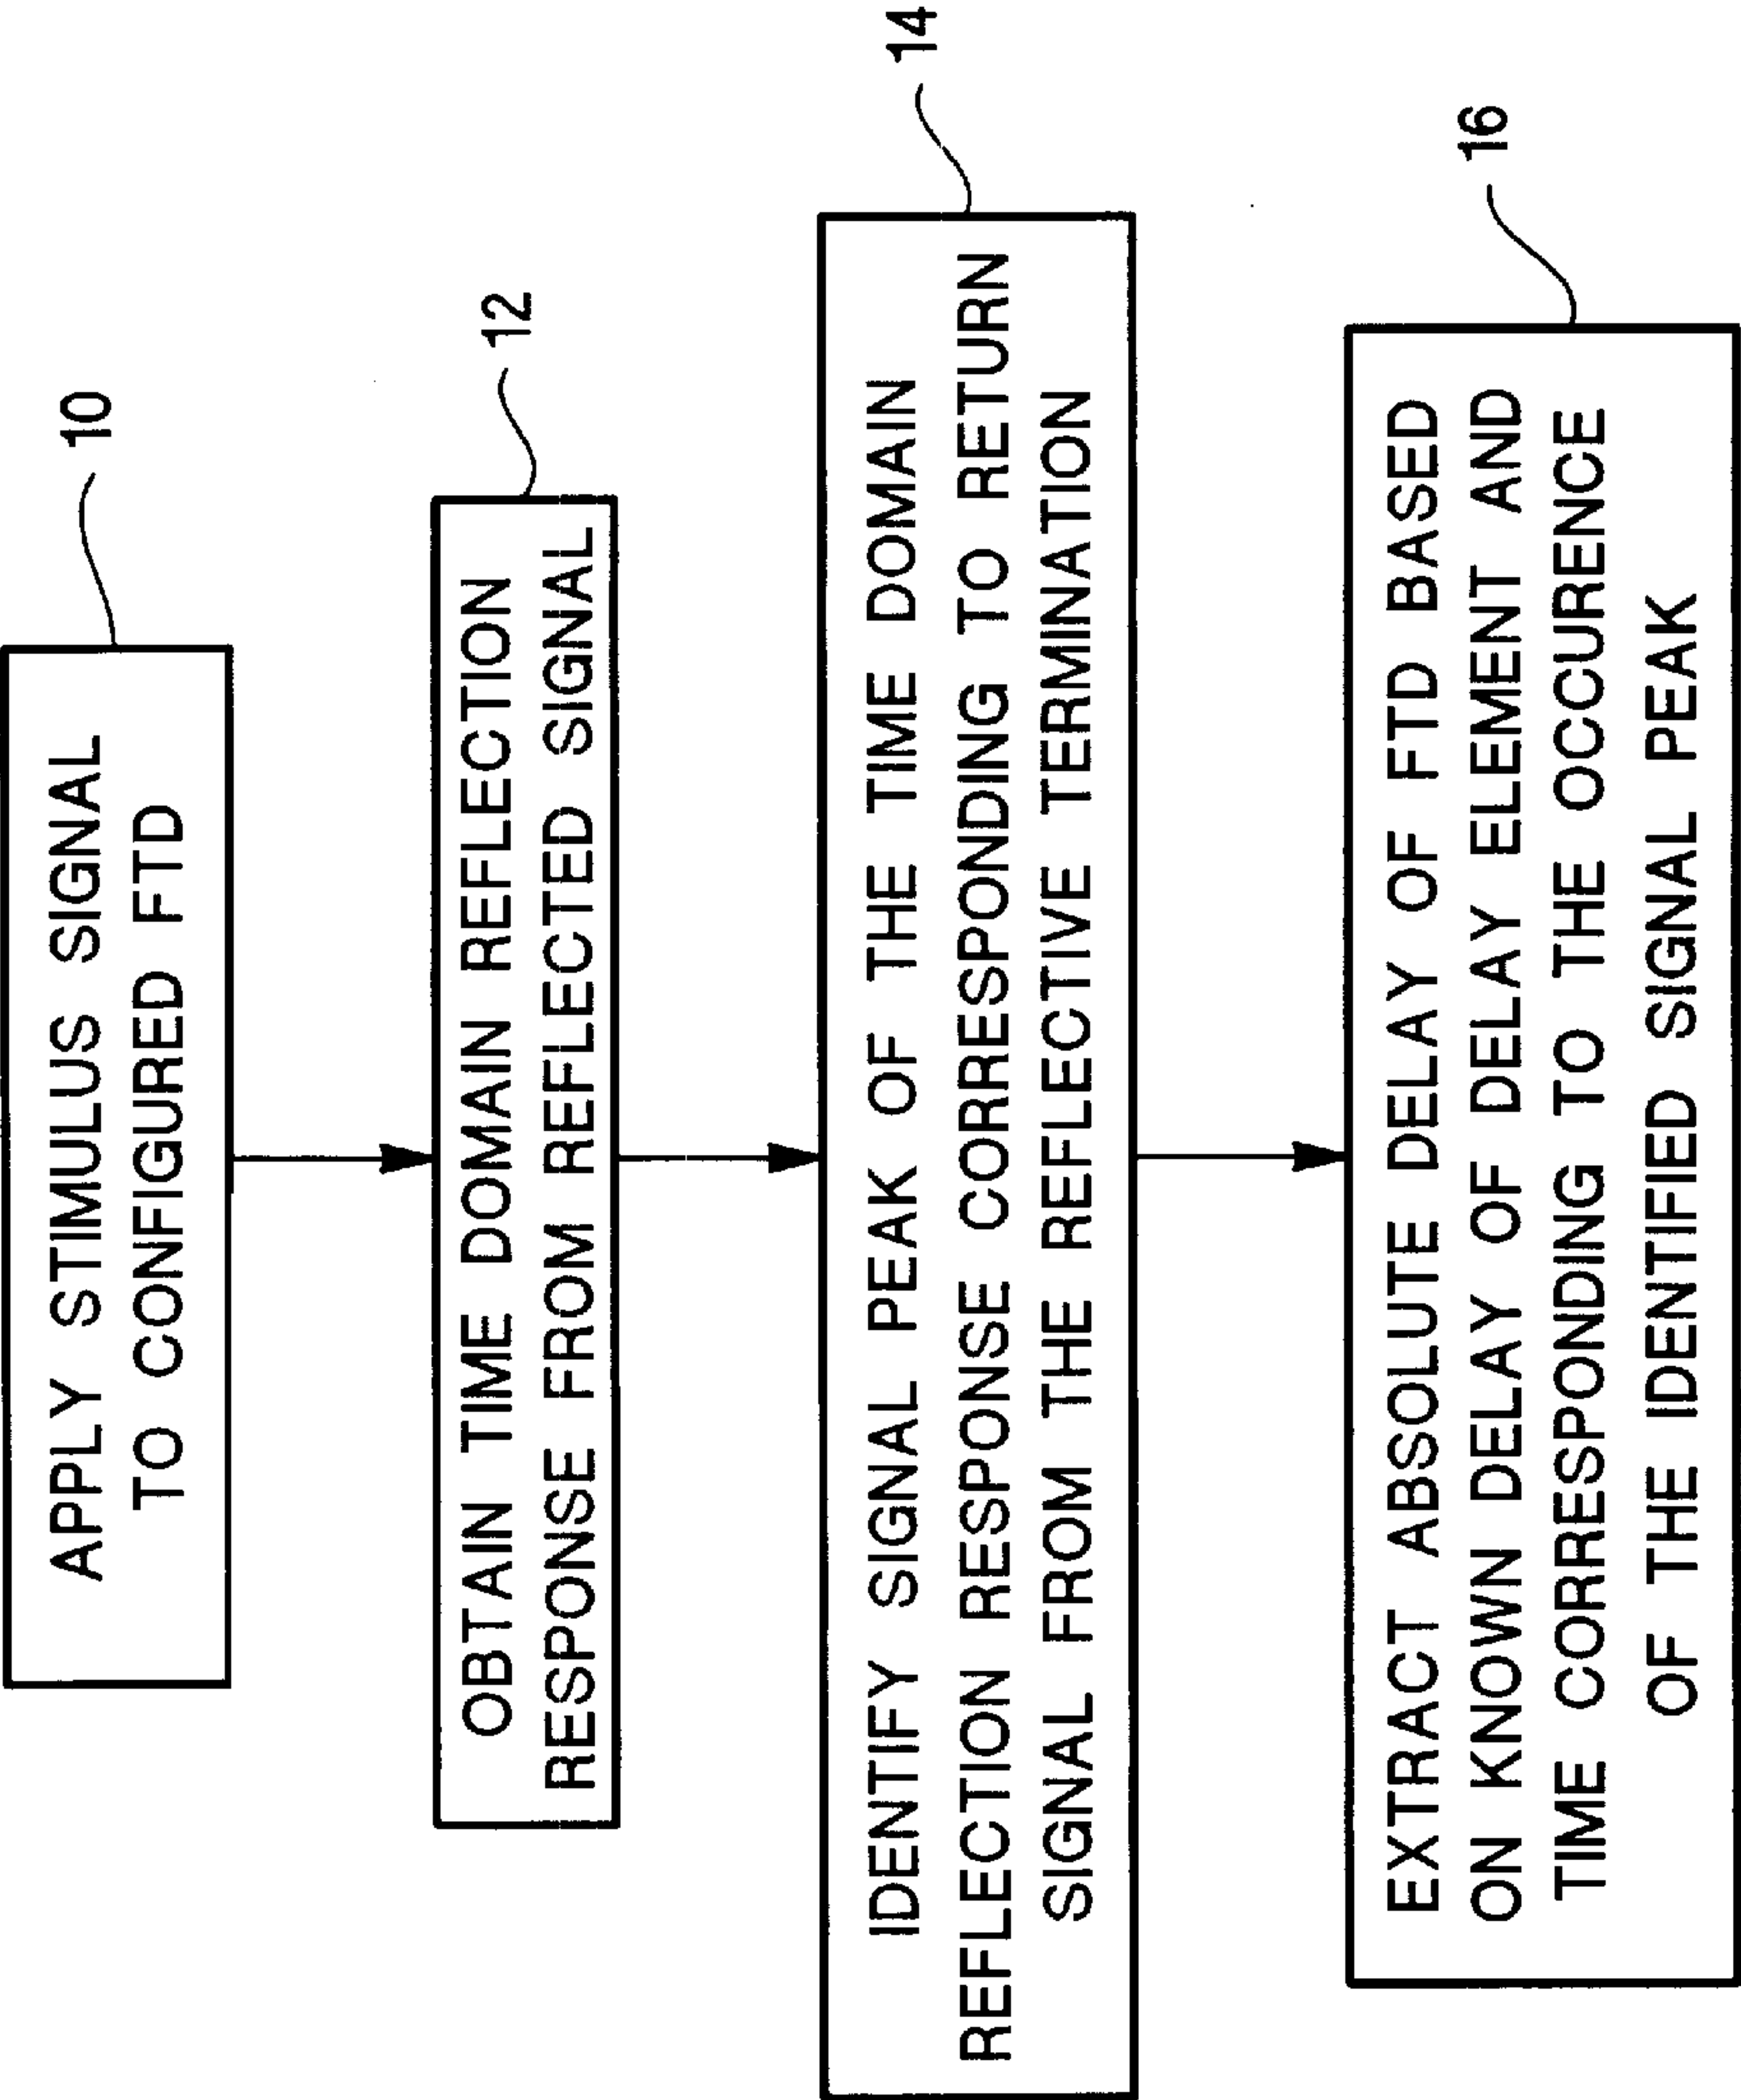 10
APPLY STIMULUS SIGNAL
TO CONFIGURED FTD
12
OBTAIN TIME DOMAIN REFLECTION
RESPONSE FROM REFLECTED SIGNAL
14
IDENTIFY SIGNAL PEAK OF THE TIME DOMAIN
REFLECTION RESPONSE CORRESPONDING TO RETURN
SIGNAL FROM THE REFLECTIVE TERMINATION
16
EXTRACT ABSOLUTE DELAY OF FTD BASED
ON KNOWN DELAY OF DELAY ELEMENT AND
TIME CORRESPONDING TO THE OCCURENCE
OF THE IDENTIFIED SIGNAL PEAK